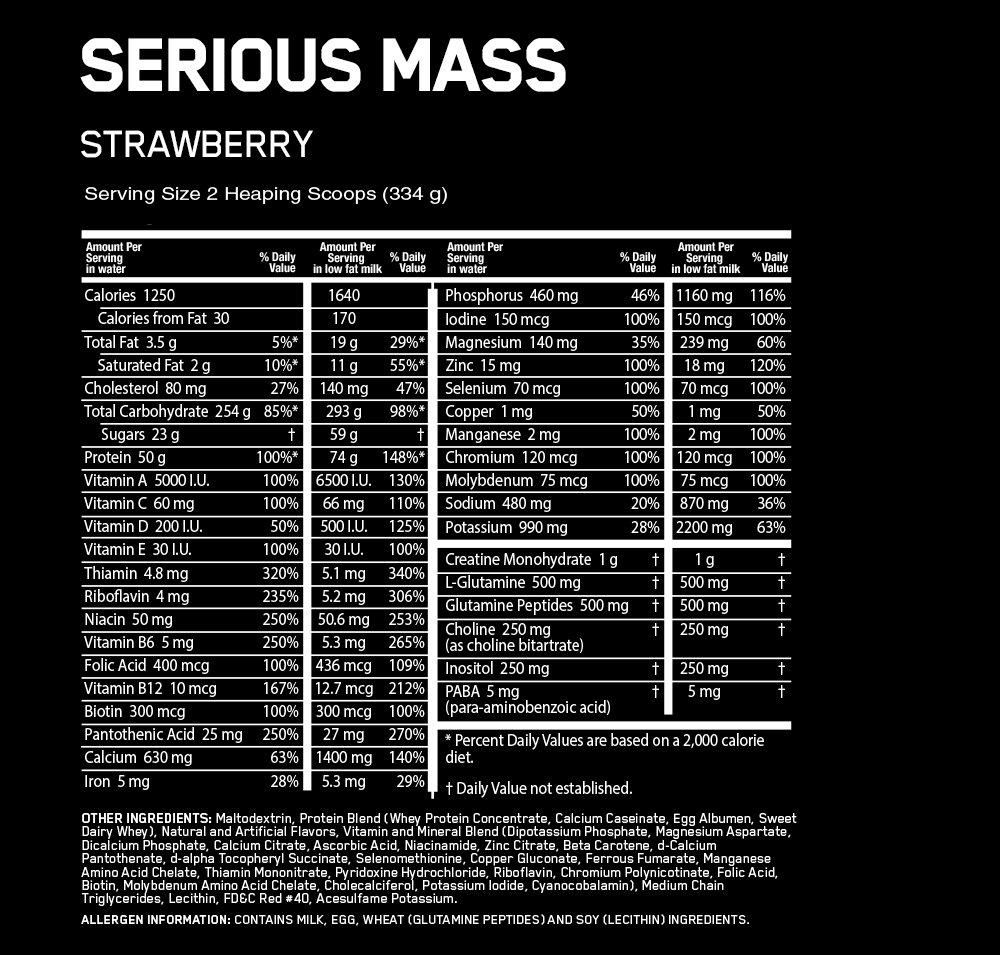 SERIOUS MASS
STRAWBERRY
Serving Size 2 Heaping Scoops (334 g)
Amount Per Serving in water % Daily Value Amount Per Serving in low fat milk % Daily Value
Calories 1250 1640
Calories from Fat 30 170
Total Fat 3.5 g 5%* 19 g 29%*
Saturated Fat 2 g 10%* 11 g 55%*
Cholesterol 80 mg 27% 140 mg 47%
Total Carbohydrate 254 g 85%* 293 g 98%*
Sugars 23 g † 59 g †
Protein 50 g 100%* 74 g 148%*
Vitamin A 5000 I.U. 100% 6500 I.U. 130%
Vitamin C 60 mg 100% 66 mg 110%
Vitamin D 200 I.U. 50% 500 I.U. 125%
Vitamin E 30 I.U. 100% 30 I.U. 100%
Thiamin 4.8 mg 320% 5.1 mg 340%
Riboflavin 4 mg 235% 5.2 mg 306%
Niacin 50 mg 250% 50.6 mg 253%
Vitamin B6 5 mg 250% 5.3 mg 265%
Folic Acid 400 mcg 100% 436 mcg 109%
Vitamin B12 10 mcg 167% 12.7 mcg 212%
Biotin 300 mcg 100% 300 mcg 100%
Pantothenic Acid 25 mg 250% 27 mg 270%
Calcium 630 mg 63% 1400 mg 140%
Iron 5 mg 28% 5.3 mg 29%
Amount Per Serving in water % Daily Value Amount Per Serving in low fat milk % Daily Value
Phosphorus 460 mg 46% 1160 mg 116%
Iodine 150 mcg 100% 150 mcg 100%
Magnesium 140 mg 35% 239 mg 60%
Zinc 15 mg 100% 18 mg 120%
Selenium 70 mcg 100% 70 mcg 100%
Copper 1 mg 50% 1 mg 50%
Manganese 2 mg 100% 2 mg 100%
Chromium 120 mcg 100% 120 mcg 100%
Molybdenum 75 mcg 100% 75 mcg 100%
Sodium 480 mg 20% 870 mg 36%
Potassium 990 mg 28% 2200 mg 63%
Creatine Monohydrate 1 g † 1 g †
L-Glutamine 500 mg † 500 mg †
Glutamine Peptides 500 mg † 500 mg †
Choline 250 mg † 250 mg †
(as choline bitartrate)
Inositol 250 mg † 250 mg †
PABA 5 mg † 5 mg †
(para-aminobenzoic acid)
* Percent Daily Values are based on a 2,000 calorie
diet.
† Daily Value not established.
OTHER INGREDIENTS: Maltodextrin, Protein Blend (Whey Protein Concentrate, Calcium Caseinate, Egg Albumen, Sweet
Dairy Whey), Natural and Artificial Flavors, Vitamin and Mineral Blend (Dipotassium Phosphate, Magnesium Aspartate,
Dicalcium Phosphate, Calcium Citrate, Ascorbic Acid, Niacinamide, Zinc Citrate, Beta Carotene, d-Calcium
Pantothenate, d-alpha Tocopheryl Succinate, Selenomethionine, Copper Gluconate, Ferrous Fumarate, Manganese
Amino Acid Chelate, Thiamin Mononitrate, Pyridoxine Hydrochloride, Riboflavin, Chromium Polynicotinate, Folic Acid,
Biotin, Molybdenum Amino Acid Chelate, Cholecalciferol, Potassium Iodide, Cyanocobalamin), Medium Chain
Triglycerides, Lecithin, FD&C Red #40, Acesulfame Potassium.
ALLERGEN INFORMATION: CONTAINS MILK, EGG, WHEAT (GLUTAMINE PEPTIDES) AND SOY (LECITHIN) INGREDIENTS.